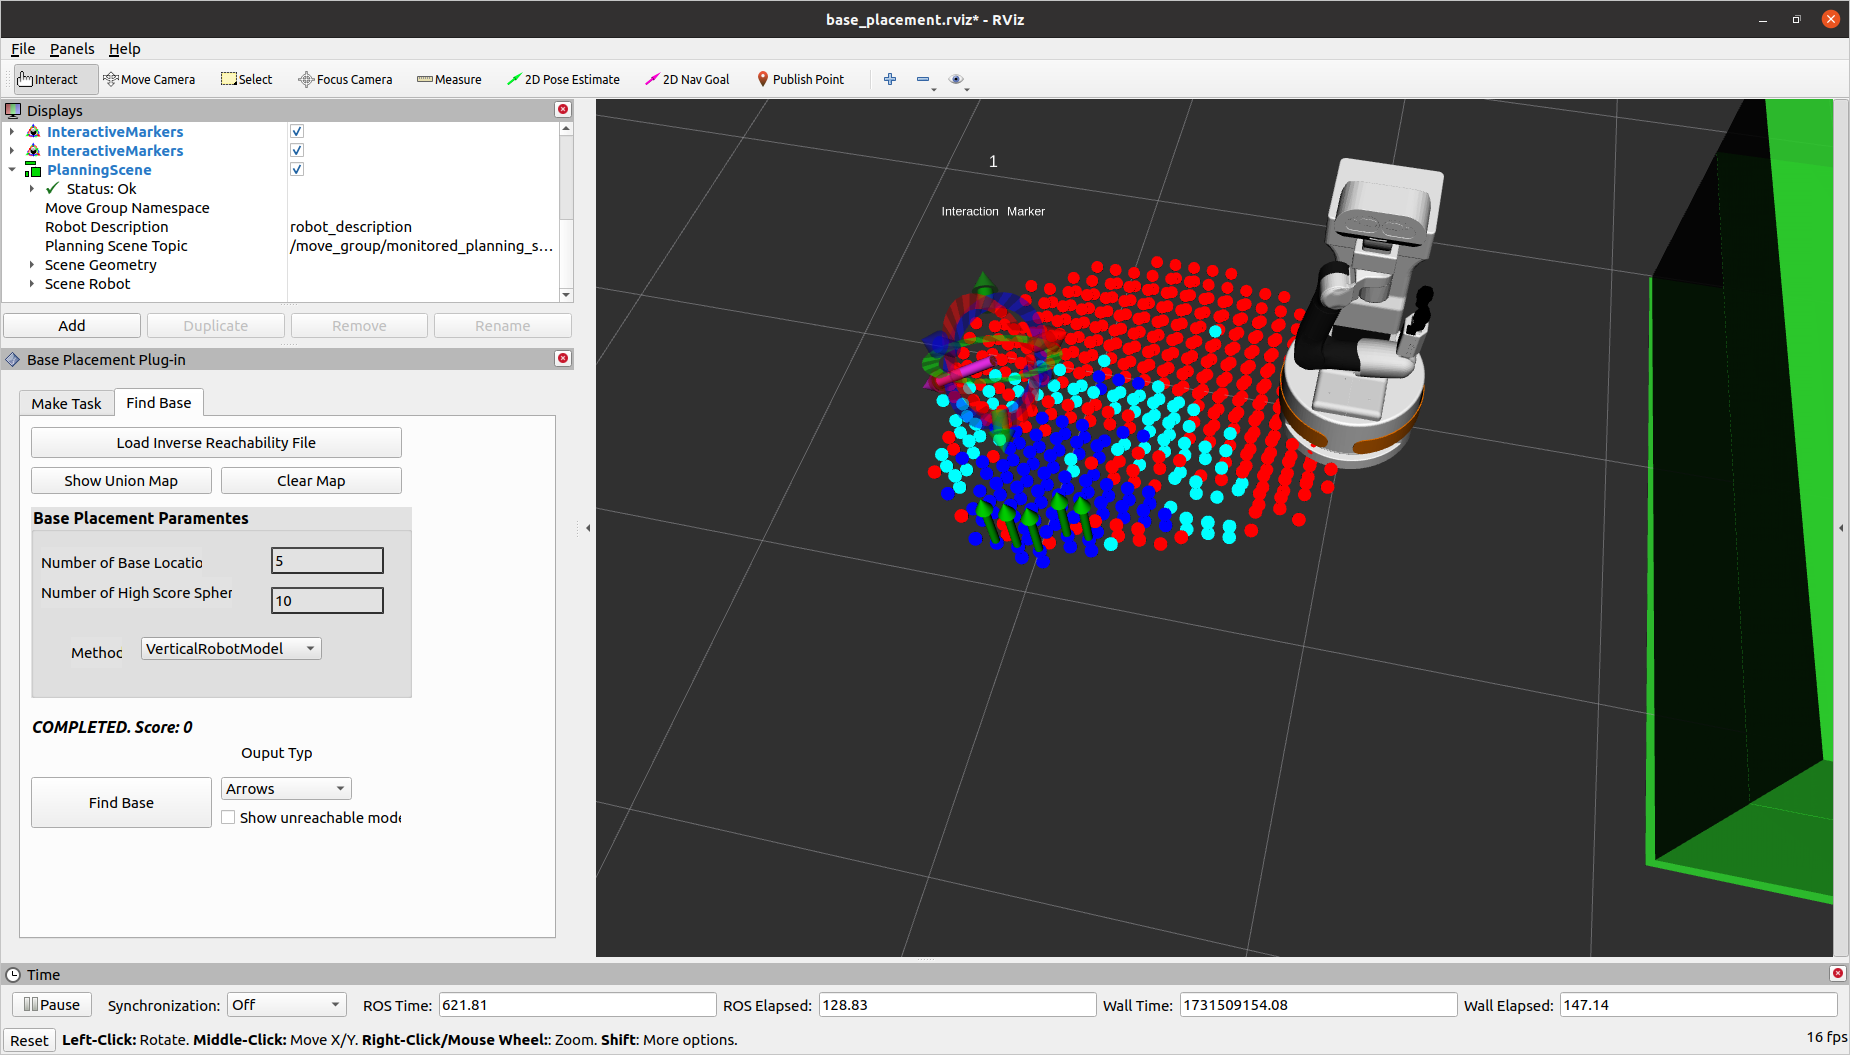 base_placement.rviz* - RViz
File Panels Help
Interact Move Camera Select Focus Camera Measure 2D Pose Estimate 2D Nav Goal Publish Point
Displays
InteractiveMarkers
InteractiveMarkers
PlanningScene
Status: Ok
Move Group Namespace
Robot Description robot_description
Planning Scene Topic /move_group/monitored_planning_s...
Scene Geometry
Scene Robot
Add Duplicate Remove Rename
Base Placement Plug-in
Make Task Find Base
Load Inverse Reachability File
Show Union Map Clear Map
Base Placement Paramentes
Number of Base Locatio 5
Number of High Score Spher 10
Methoc VerticalRobotModel
COMPLETED. Score: 0
Ouput Typ
Find Base Arrows
Show unreachable mode
1
Interaction Marker
Time
Pause Synchronization: Off ROS Time: 621.81 ROS Elapsed: 128.83 Wall Time: 1731509154.08 Wall Elapsed: 147.14
Reset Left-Click: Rotate. Middle-Click: Move X/Y. Right-Click/Mouse Wheel:: Zoom. Shift: More options. 16 fps